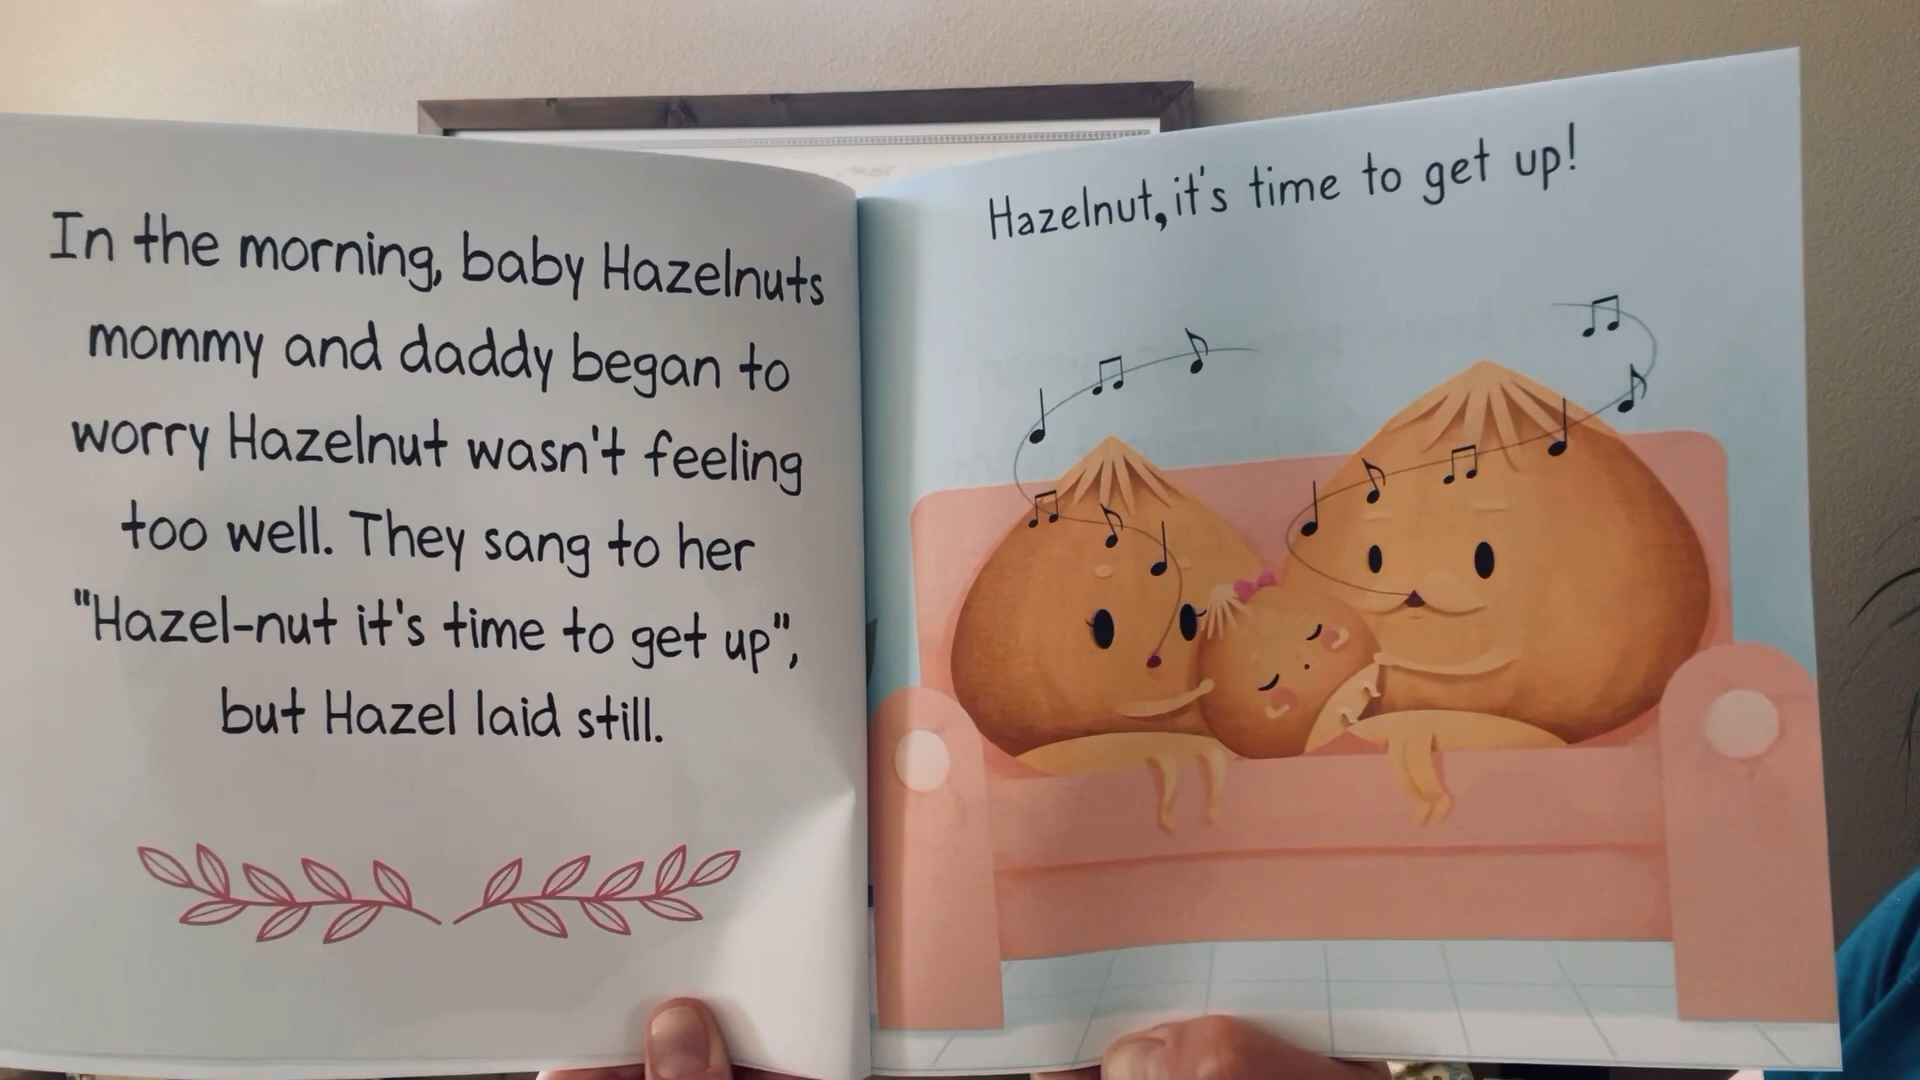 In the morning, baby Hazelnuts
mommy and daddy began to
worry Hazelnut wasn't feeling
too well. They sang to her
"Hazel-nut it's time to get up",
but Hazel laid still.
Hazelnut, it's time to get up!